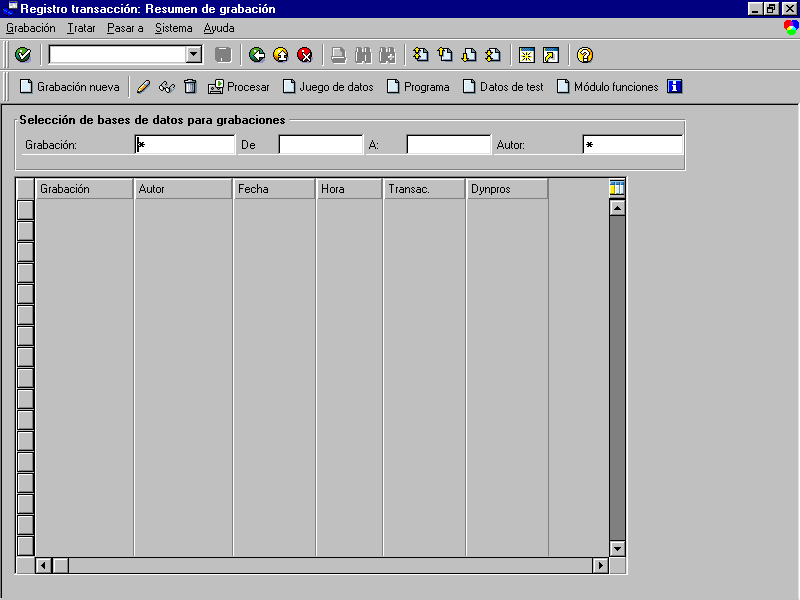 Registro transacción: Resumen de grabación
Grabación Tratar Pasar a Sistema Ayuda
Grabación nueva Procesar Juego de datos Programa Datos de test Módulo funciones
Selección de bases de datos para grabaciones
Grabación: * De A: Autor: *
Grabación Autor Fecha Hora Transac. Dynpros